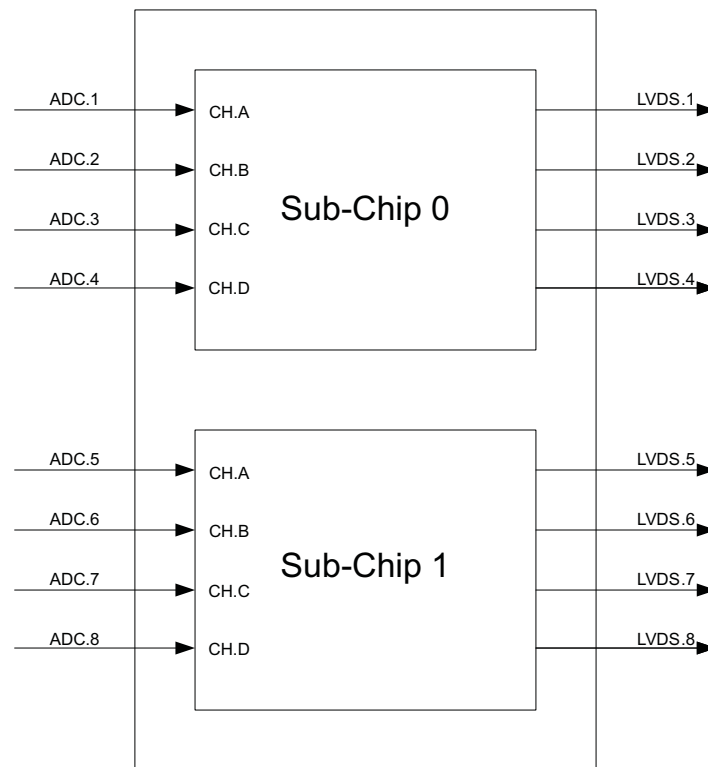 ADC.1
CH.A
LVDS.1
ADC.2
CH.B
LVDS.2
ADC.3
CH.C
Sub-Chip 0
LVDS.3
ADC.4
CH.D
LVDS.4
ADC.5
CH.A
LVDS.5
ADC.6
CH.B
LVDS.6
ADC.7
CH.C
Sub-Chip 1
LVDS.7
ADC.8
CH.D
LVDS.8